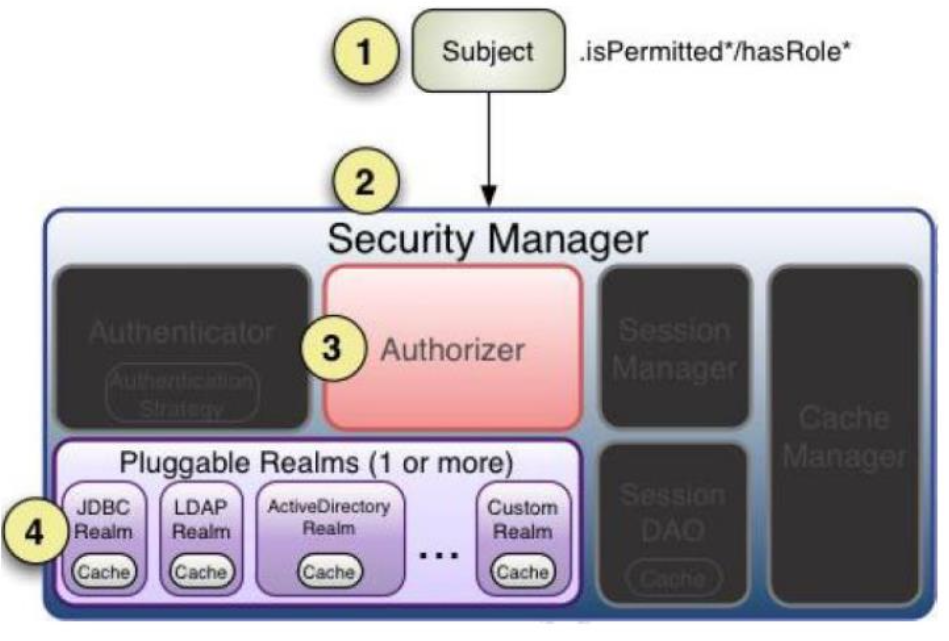 1
Subject
.isPermitted*/hasRole*
2
Security Manager
Authenticator
Authentication
Strategy
3
Authorizer
Session
Manager
Cache
Manager
Pluggable Realms (1 or more)
4
JDBC
Realm
Cache
LDAP
Realm
Cache
ActiveDirectory
Realm
Cache
...
Custom
Realm
Cache
Session
DAO
Cache